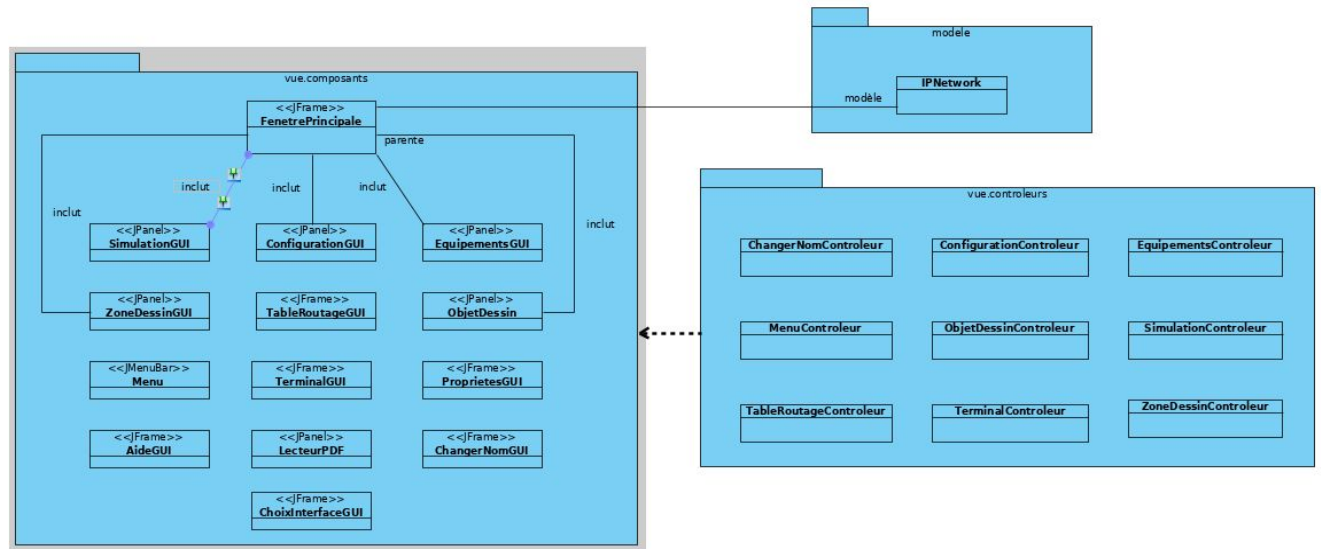 vue.composants
<<JFrame>>
FenetrePrincipale
parente
inclut
inclut
inclut
inclut
inclut
<<JPanel>>
SimulationGUI
<<JPanel>>
ConfigurationGUI
<<JPanel>>
EquipementsGUI
<<JPanel>>
ZoneDessinGUI
<<JFrame>>
TableRoutageGUI
<<JPanel>>
ObjetDessin
<<JMenuBar>>
Menu
<<JFrame>>
TerminalGUI
<<JFrame>>
ProprietesGUI
<<JFrame>>
AideGUI
<<JPanel>>
LecteurPDF
<<JFrame>>
ChangerNomGUI
<<JFrame>>
ChoixInterfaceGUI
modele
IPNetwork
modèle
vue.controleurs
ChangerNomControleur
ConfigurationControleur
EquipementsControleur
MenuControleur
ObjetDessinControleur
SimulationControleur
TableRoutageControleur
TerminalControleur
ZoneDessinControleur